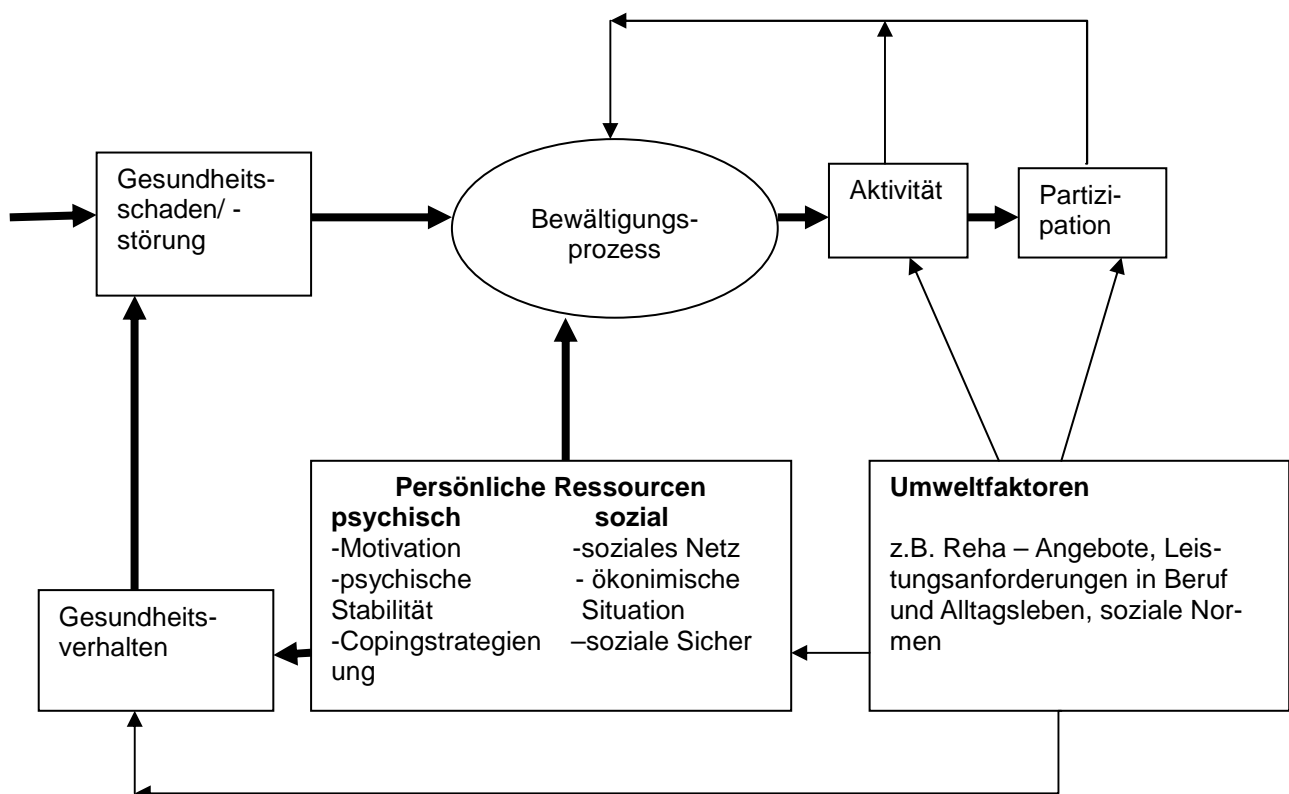 Gesundheits-
schaden/ -
störung
Bewältigungs-
prozess
Aktivität
Partizi-
pation
Persönliche Ressourcen
psychisch sozial
-Motivation -soziales Netz
-psychische - ökonimische
Stabilität Situation
-Copingstrategien –soziale Sicher
ung
Umweltfaktoren
z.B. Reha – Angebote, Leis-
tungsanforderungen in Beruf
und Alltagsleben, soziale Nor-
men
Gesundheits-
verhalten